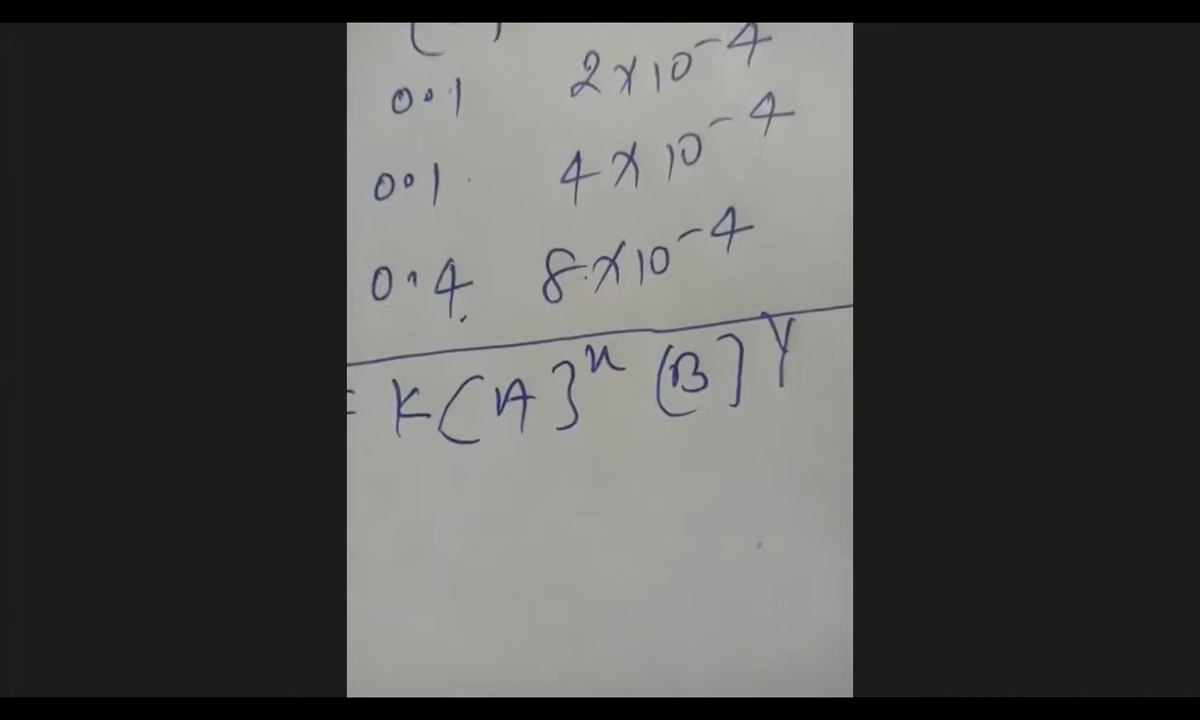 0.1 2×10⁻⁴
0.1 4×10⁻⁴
0.4 8×10⁻⁴
= K[A]ˣ [B]ʸ